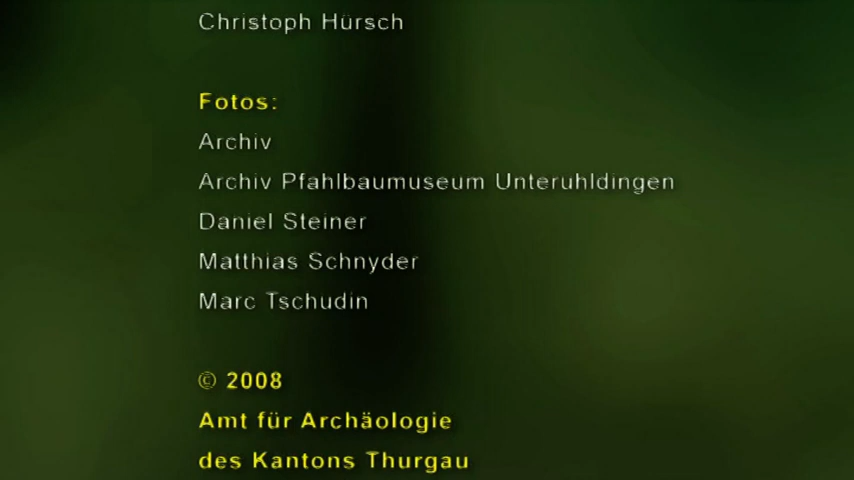 Christoph Hürsch
Fotos:
Archiv
Archiv Pfahlbaumuseum Unteruhldingen
Daniel Steiner
Matthias Schnyder
Marc Tschudin
© 2008
Amt für Archäologie
des Kantons Thurgau